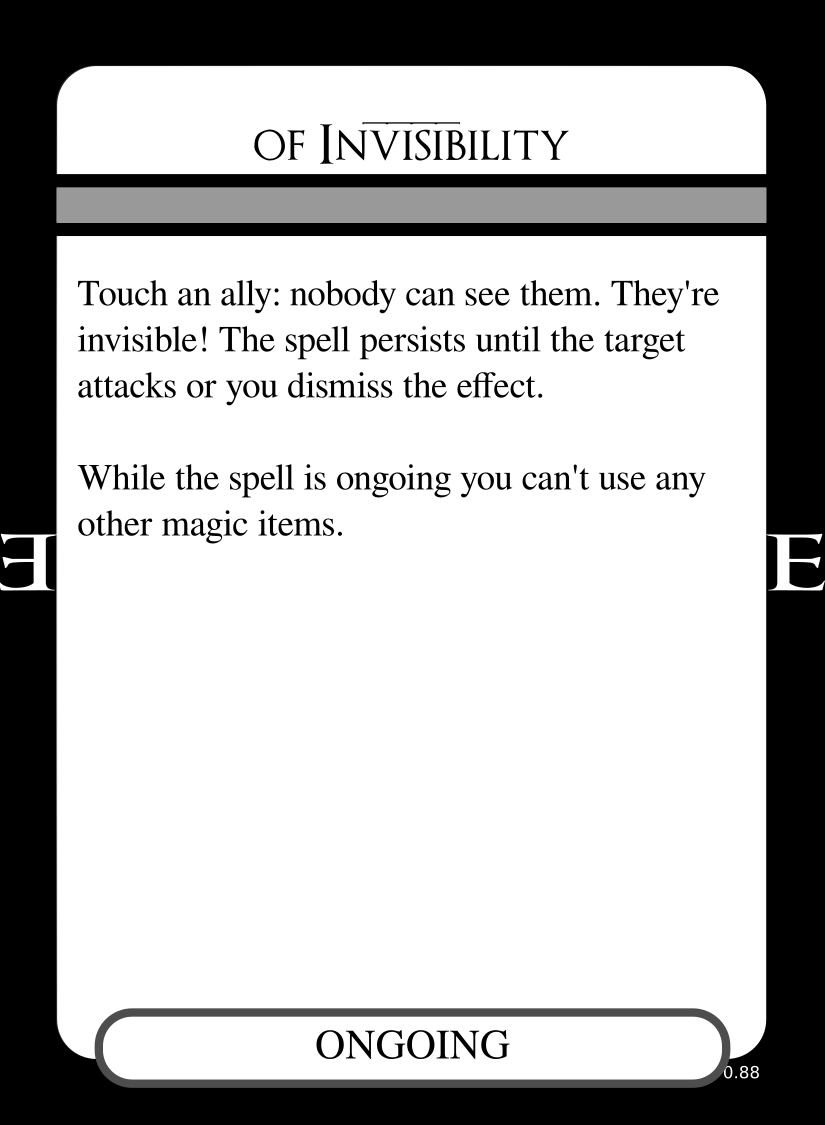 OF INVISIBILITY
Touch an ally: nobody can see them. They're
invisible! The spell persists until the target
attacks or you dismiss the effect.
While the spell is ongoing you can't use any
other magic items.
E
E
ONGOING
0.88